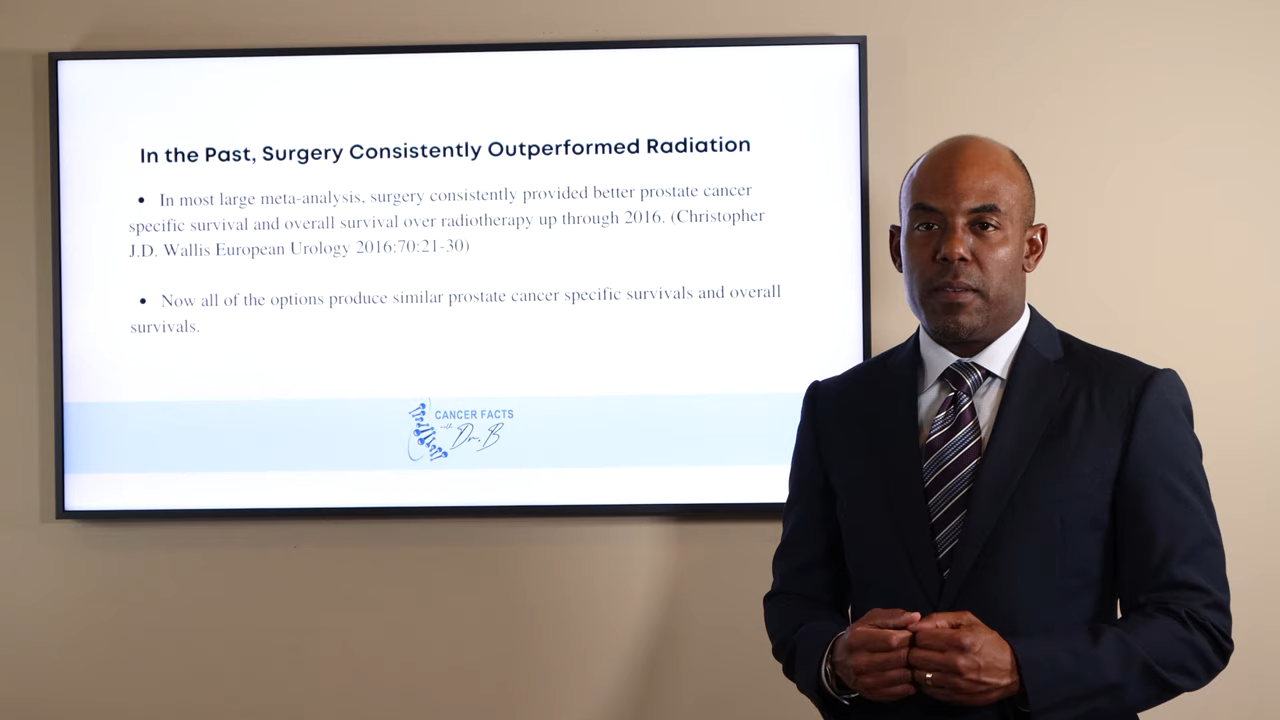 In the Past, Surgery Consistently Outperformed Radiation
• In most large meta-analysis, surgery consistently provided better prostate cancer
specific survival and overall survival over radiotherapy up through 2016. (Christopher
J.D. Wallis European Urology 2016:70:21-30)
• Now all of the options produce similar prostate cancer specific survivals and overall
survivals.
CANCER FACTS
with Dr. B